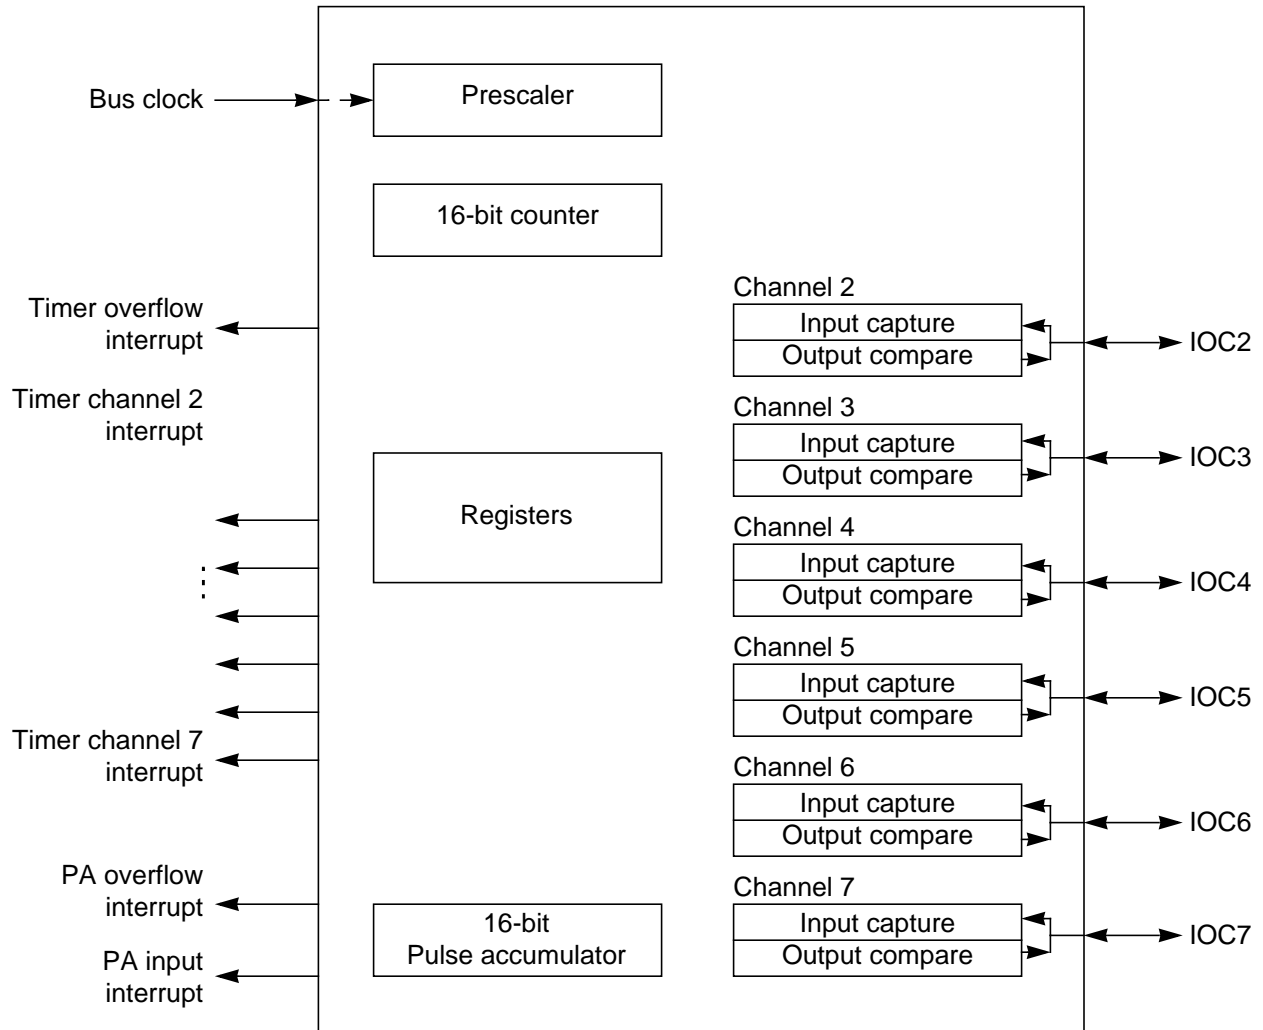 Bus clock
Prescaler
16-bit counter
Timer overflow
interrupt
Timer channel 2
interrupt
Registers
Timer channel 7
interrupt
PA overflow
interrupt
PA input
interrupt
16-bit
Pulse accumulator
Channel 2
Input capture
Output compare
IOC2
Channel 3
Input capture
Output compare
IOC3
Channel 4
Input capture
Output compare
IOC4
Channel 5
Input capture
Output compare
IOC5
Channel 6
Input capture
Output compare
IOC6
Channel 7
Input capture
Output compare
IOC7